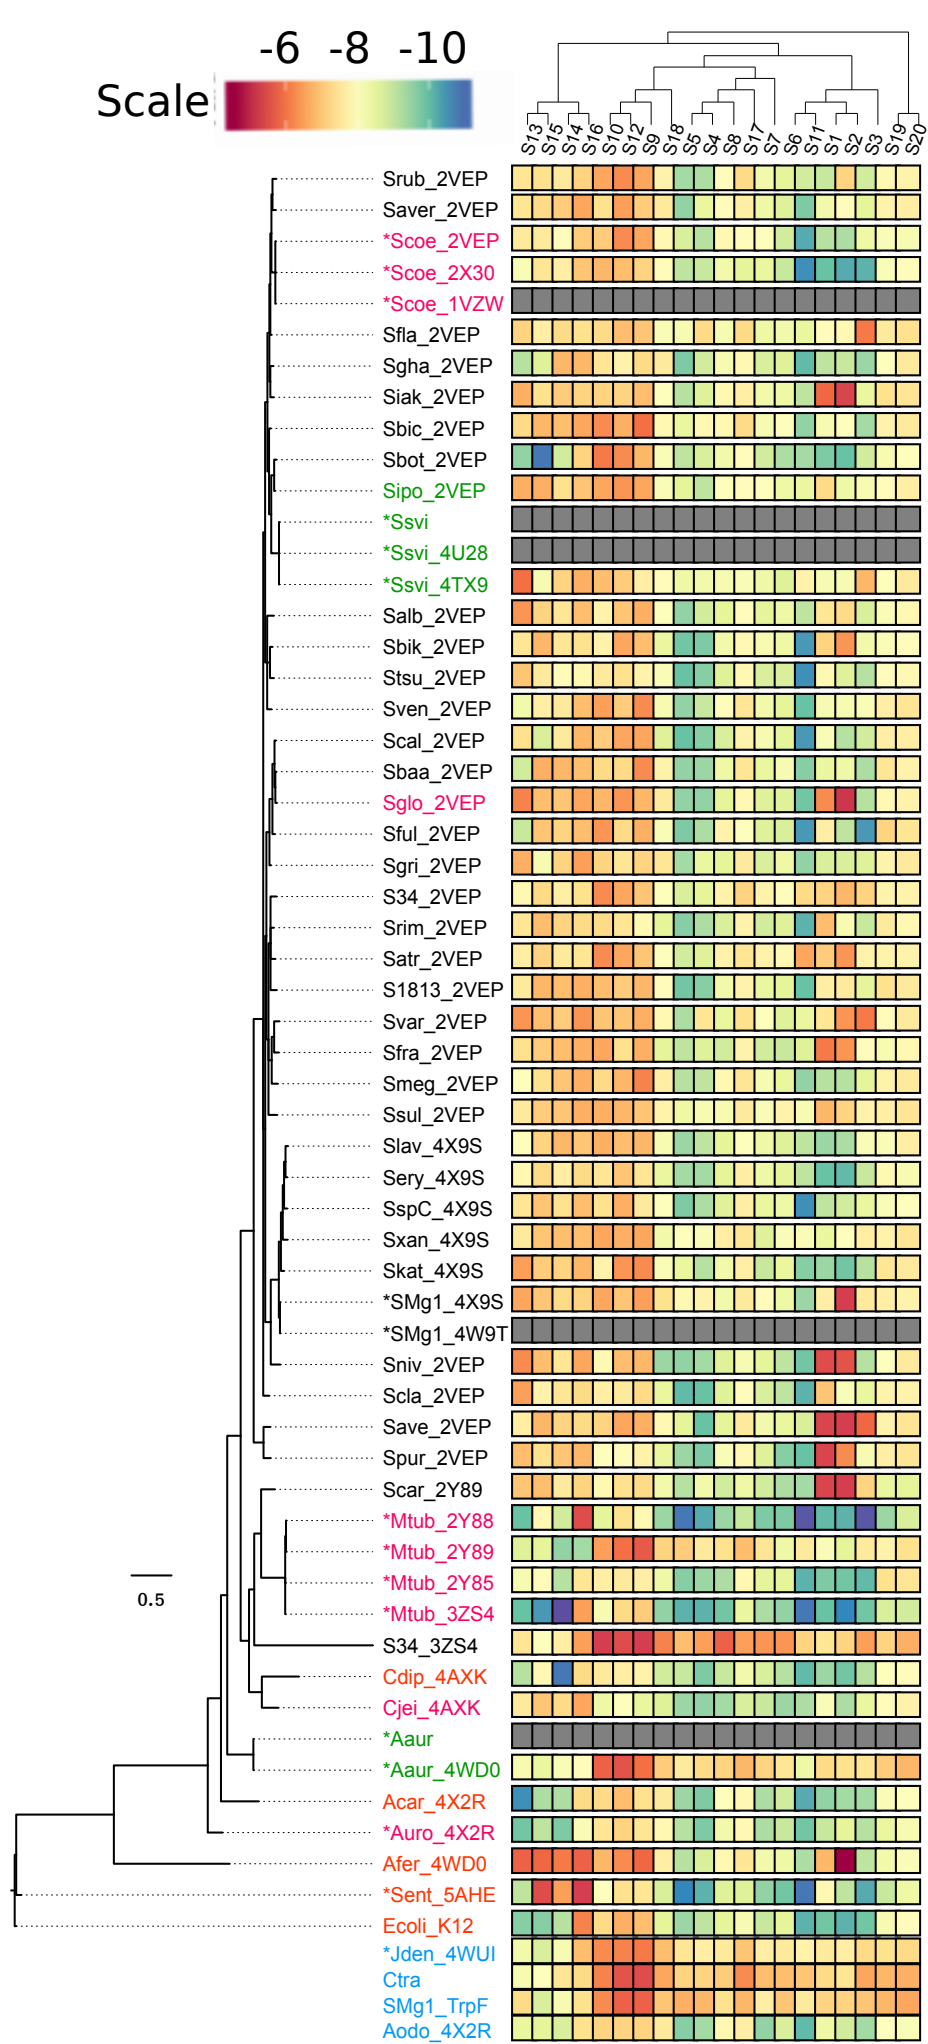 -6 -8 -10
Scale
S13 S15 S14 S16 S10 S12 S9 S18 S5 S4 S8 S17 S7 S6 S11 S1 S2 S3 S19 S20
Srub_2VEP
Saver_2VEP
*Scoe_2VEP
*Scoe_2X30
*Scoe_1VZW
Sfla_2VEP
Sgha_2VEP
Siak_2VEP
Sbic_2VEP
Sbot_2VEP
Sipo_2VEP
*Ssvi
*Ssvi_4U28
*Ssvi_4TX9
Salb_2VEP
Sbik_2VEP
Stsu_2VEP
Sven_2VEP
Scal_2VEP
Sbaa_2VEP
Sglo_2VEP
Sful_2VEP
Sgri_2VEP
S34_2VEP
Srim_2VEP
Satr_2VEP
S1813_2VEP
Svar_2VEP
Sfra_2VEP
Smeg_2VEP
Ssul_2VEP
Slav_4X9S
Sery_4X9S
SspC_4X9S
Sxan_4X9S
Skat_4X9S
*SMg1_4X9S
*SMg1_4W9T
Sniv_2VEP
Scla_2VEP
Save_2VEP
Spur_2VEP
Scar_2Y89
*Mtub_2Y88
*Mtub_2Y89
*Mtub_2Y85
0.5
*Mtub_3ZS4
S34_3ZS4
Cdip_4AXK
Cjei_4AXK
*Aaur
*Aaur_4WD0
Acar_4X2R
*Auro_4X2R
Afer_4WD0
*Sent_5AHE
Ecoli_K12
*Jden_4WUI
Ctra
SMg1_TrpF
Aodo_4X2R